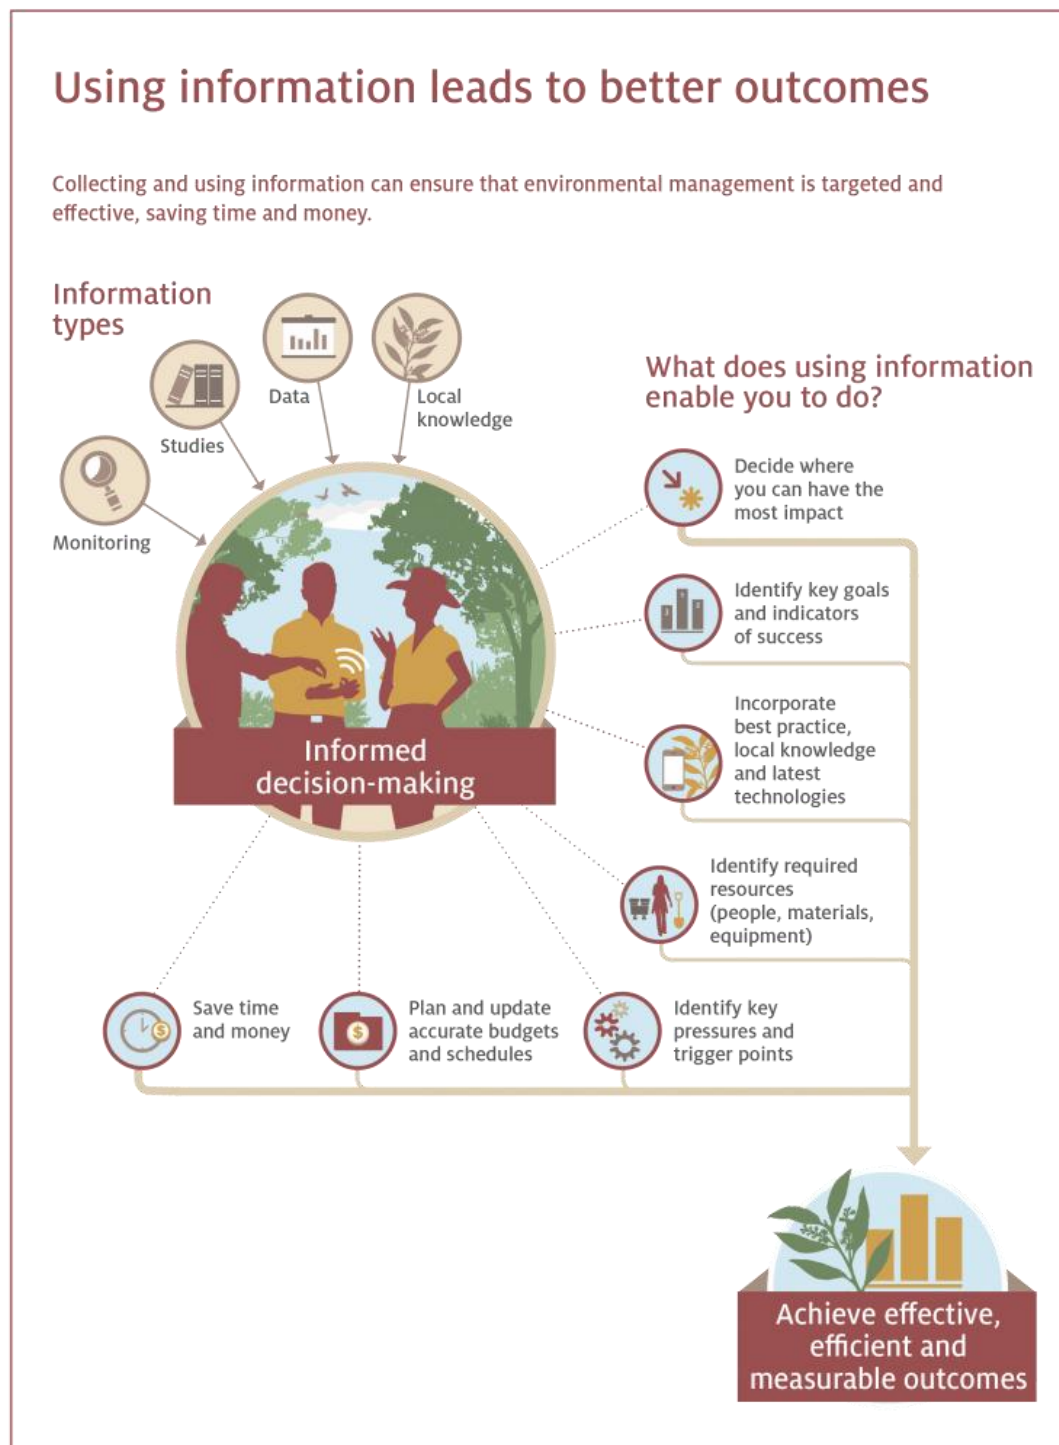 Using information leads to better outcomes
Collecting and using information can ensure that environmental management is targeted and
effective, saving time and money.
Information
types
Data
Local
knowledge
Studies
Monitoring
What does using information
enable you to do?
Decide where
you can have the
most impact
Identify key goals
and indicators
of success
Incorporate
best practice,
local knowledge
and latest
technologies
Informed
decision-making
Identify required
resources
(people, materials,
equipment)
Save time
and money
Plan and update
accurate budgets
and schedules
Identify key
pressures and
trigger points
Achieve effective,
efficient and
measurable outcomes